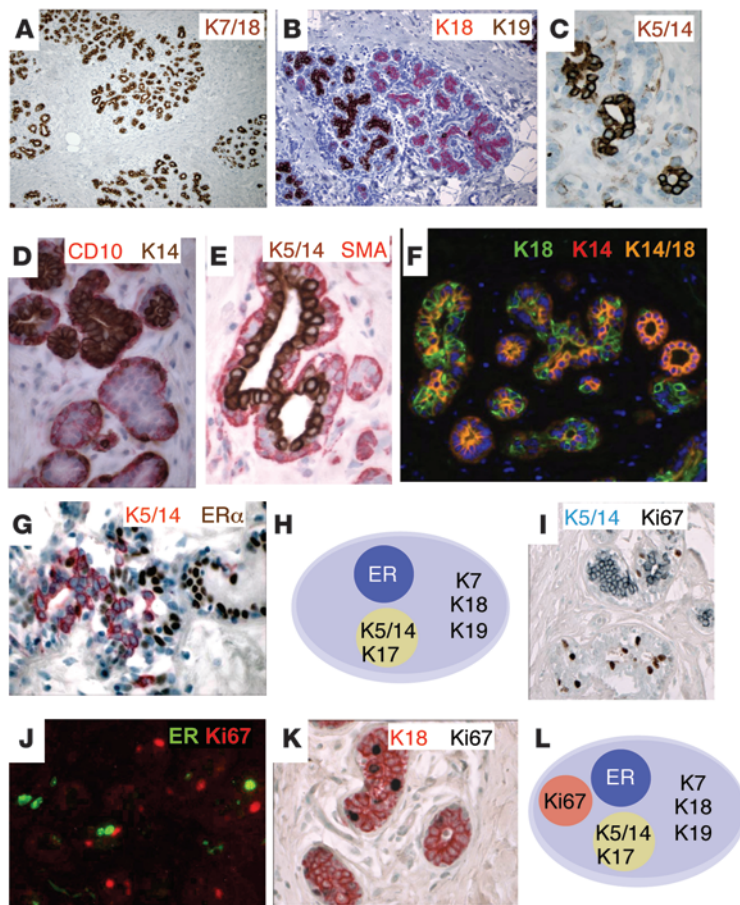 A K7/18
B K18 K19
C K5/14
D CD10 K14
E K5/14 SMA
F K18 K14 K14/18
G K5/14 ERα
H
ER
K7
K18
K19
K5/14
K17
I K5/14 Ki67
J ER Ki67
K K18 Ki67
L
ER
Ki67
K7
K18
K19
K5/14
K17